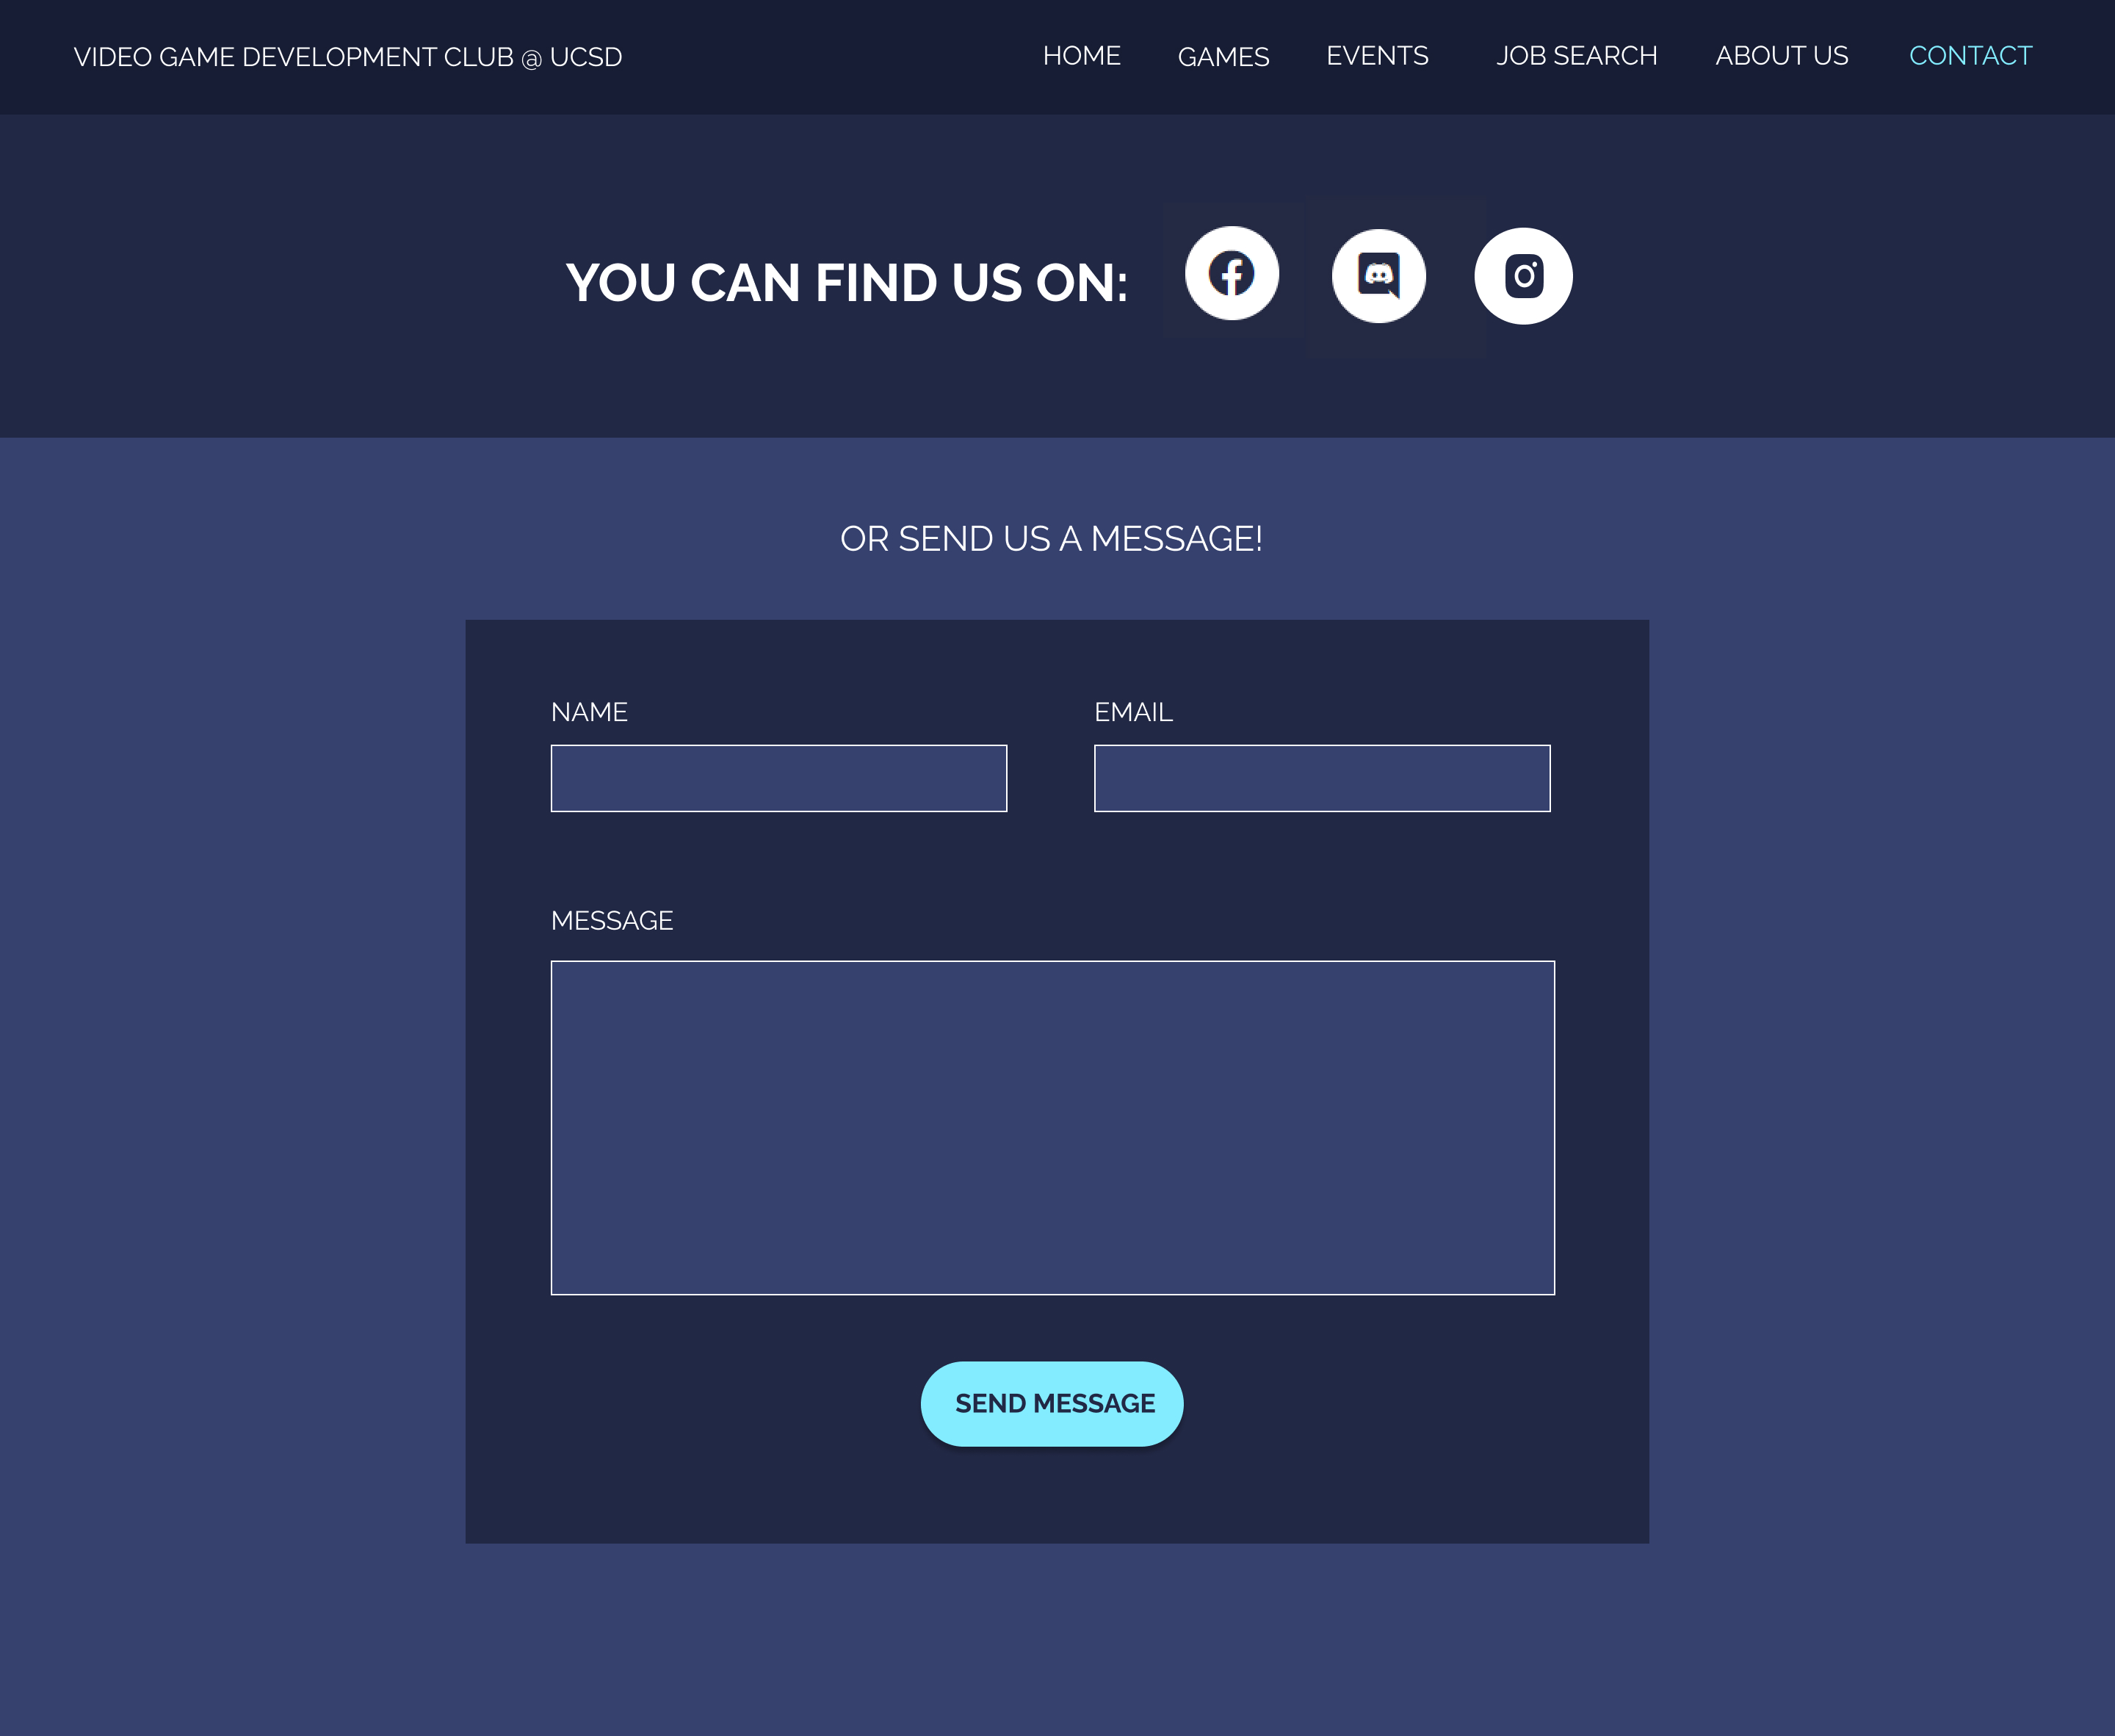 VIDEO GAME DEVELOPMENT CLUB @ UCSD
HOME
GAMES
EVENTS
JOB SEARCH
ABOUT US
CONTACT
YOU CAN FIND US ON:
OR SEND US A MESSAGE!
NAME
EMAIL
MESSAGE
SEND MESSAGE